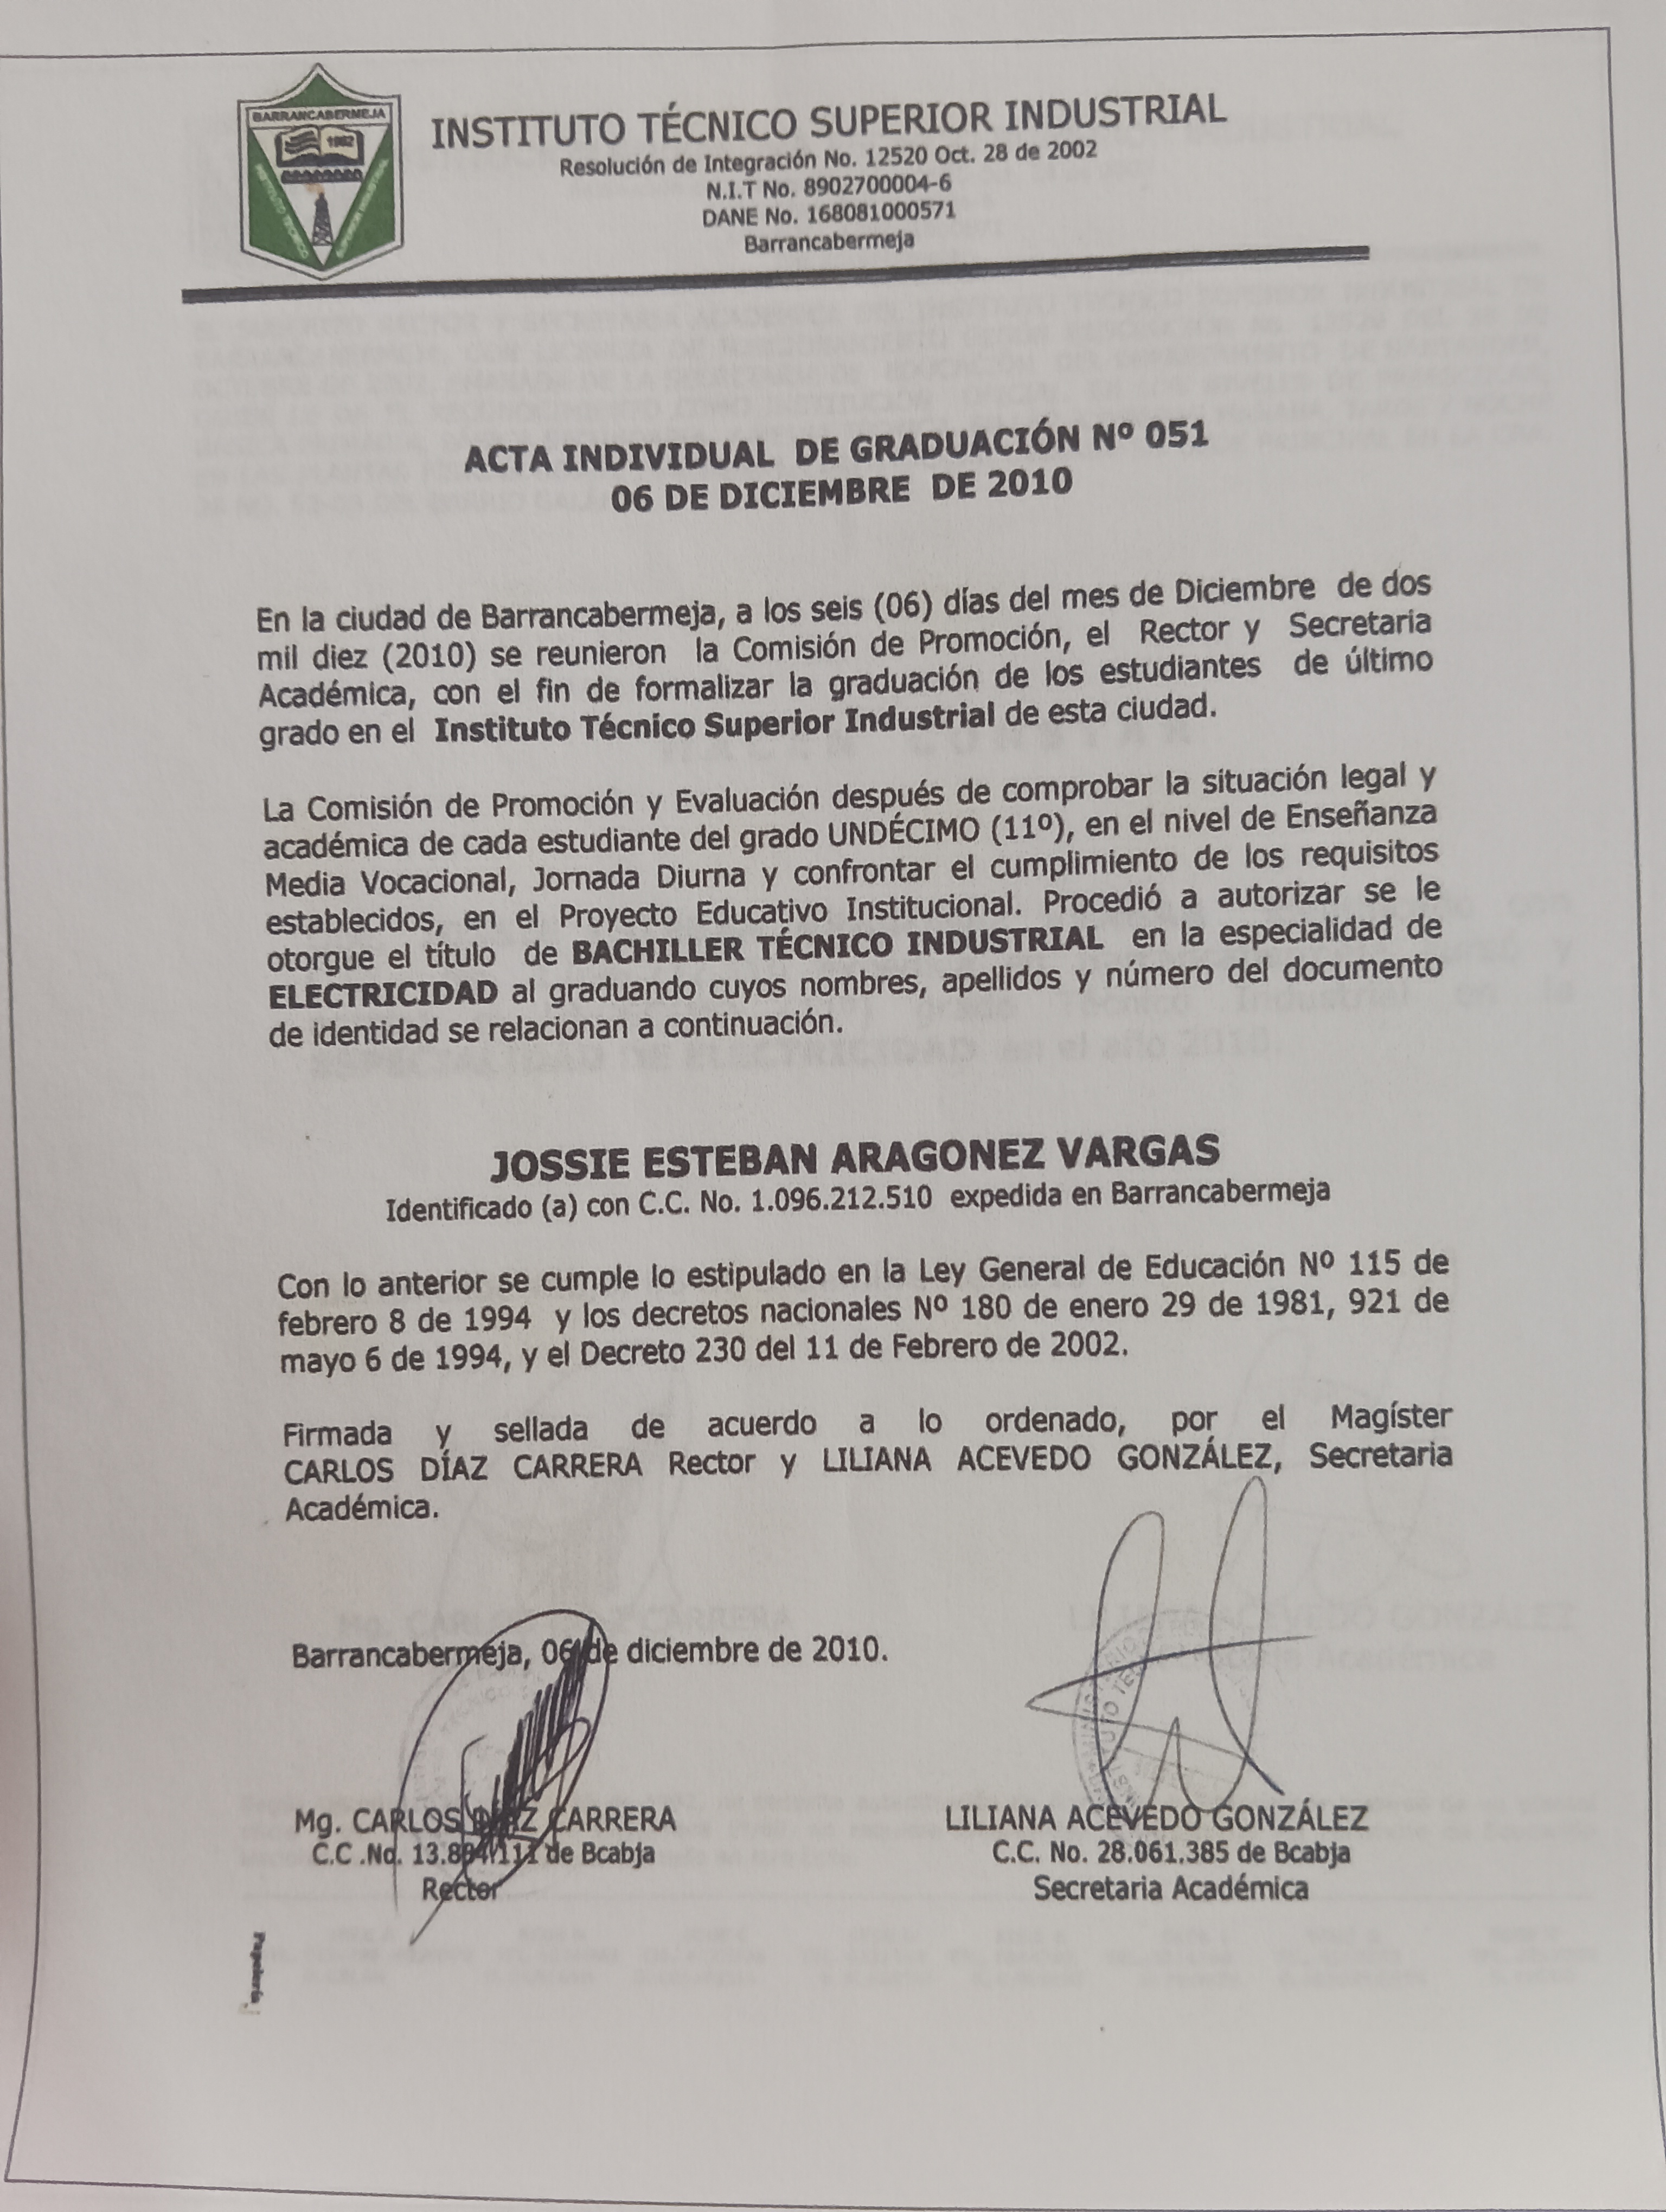 BARRANCABERMEJA
1962
INSTITUTO TECNICO
SUPERIOR INDUSTRIAL
INSTITUTO TÉCNICO SUPERIOR INDUSTRIAL
Resolución de Integración No. 12520 Oct. 28 de 2002
N.I.T No. 8902700004-6
DANE No. 168081000571
Barrancabermeja
ACTA INDIVIDUAL DE GRADUACIÓN Nº 051
06 DE DICIEMBRE DE 2010
En la ciudad de Barrancabermeja, a los seis (06) días del mes de Diciembre de dos
mil diez (2010) se reunieron la Comisión de Promoción, el Rector y Secretaria
Académica, con el fin de formalizar la graduación de los estudiantes de último
grado en el Instituto Técnico Superior Industrial de esta ciudad.
La Comisión de Promoción y Evaluación después de comprobar la situación legal y
académica de cada estudiante del grado UNDÉCIMO (11º), en el nivel de Enseñanza
Media Vocacional, Jornada Diurna y confrontar el cumplimiento de los requisitos
establecidos, en el Proyecto Educativo Institucional. Procedió a autorizar se le
otorgue el título de BACHILLER TÉCNICO INDUSTRIAL en la especialidad de
ELECTRICIDAD al graduando cuyos nombres, apellidos y número del documento
de identidad se relacionan a continuación.
JOSSIE ESTEBAN ARAGONEZ VARGAS
Identificado (a) con C.C. No. 1.096.212.510 expedida en Barrancabermeja
Con lo anterior se cumple lo estipulado en la Ley General de Educación Nº 115 de
febrero 8 de 1994 y los decretos nacionales Nº 180 de enero 29 de 1981, 921 de
mayo 6 de 1994, y el Decreto 230 del 11 de Febrero de 2002.
Firmada y sellada de acuerdo a lo ordenado, por el Magíster
CARLOS DÍAZ CARRERA Rector y LILIANA ACEVEDO GONZÁLEZ, Secretaria
Académica.
Barrancabermeja, 06 de diciembre de 2010.
Mg. CARLOS DÍAZ CARRERA
C.C .No. 13.884.111 de Bcabja
Rector
LILIANA ACEVEDO GONZÁLEZ
C.C. No. 28.061.385 de Bcabja
Secretaria Académica
Papelería